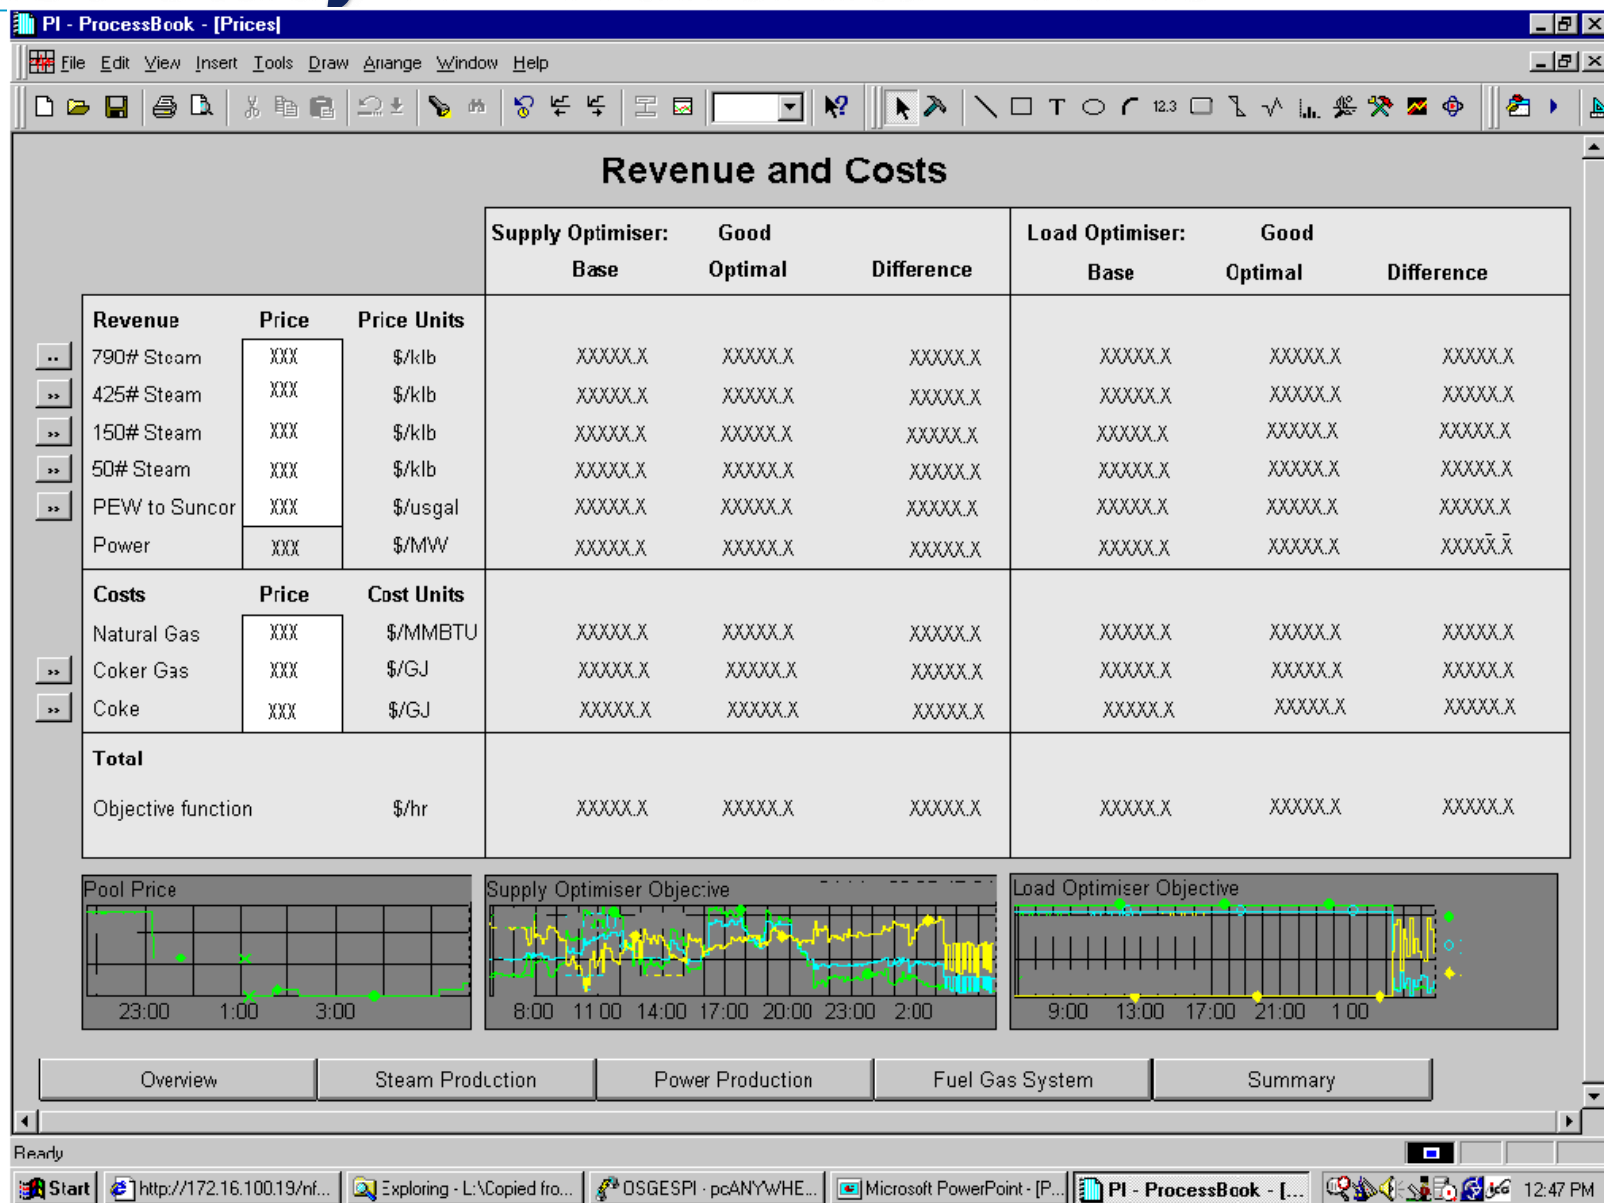 PI - ProcessBook - [Prices]
File Edit View Insert Tools Draw Arrange Window Help
T 12.3
Revenue and Costs
Supply Optimiser: Good Load Optimiser: Good
Base Optimal Difference Base Optimal Difference
Revenue Price Price Units
.. 790# Steam XXX $/klb XXXXX.X XXXXX.X XXXXX.X XXXXX.X XXXXX.X XXXXX.X
>> 425# Steam XXX $/klb XXXXX.X XXXXX.X XXXXX.X XXXXX.X XXXXX.X XXXXX.X
>> 150# Steam XXX $/klb XXXXX.X XXXXX.X XXXXX.X XXXXX.X XXXXX.X XXXXX.X
>> 50# Steam XXX $/klb XXXXX.X XXXXX.X XXXXX.X XXXXX.X XXXXX.X XXXXX.X
>> PEW to Suncor XXX $/usgal XXXXX.X XXXXX.X XXXXX.X XXXXX.X XXXXX.X XXXXX.X
Power XXX $/MW XXXXX.X XXXXX.X XXXXX.X XXXXX.X XXXXX.X XXXXX.X
Costs Price Cost Units
Natural Gas XXX $/MMBTU XXXXX.X XXXXX.X XXXXX.X XXXXX.X XXXXX.X XXXXX.X
>> Coker Gas XXX $/GJ XXXXX.X XXXXX.X XXXXX.X XXXXX.X XXXXX.X XXXXX.X
>> Coke XXX $/GJ XXXXX.X XXXXX.X XXXXX.X XXXXX.X XXXXX.X XXXXX.X
Total
Objective function $/hr XXXXX.X XXXXX.X XXXXX.X XXXXX.X XXXXX.X XXXXX.X
Pool Price Supply Optimiser Objective Load Optimiser Objective
23:00 1:00 3:00 8:00 11:00 14:00 17:00 20:00 23:00 2:00 9:00 13:00 17:00 21:00 1:00
Overview Steam Production Power Production Fuel Gas System Summary
Ready
Start http://172.16.100.19/nf... Exploring - L:\Copied fro... OSGESPI - pcANYWHE... Microsoft PowerPoint - [P... PI - ProcessBook - [... 12:47 PM